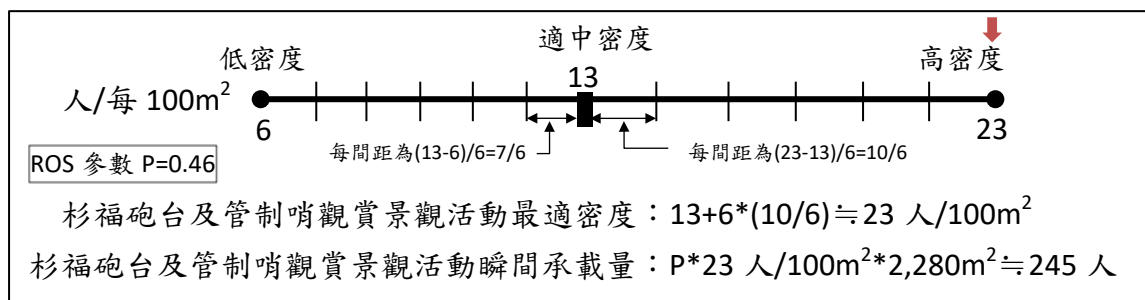 適中密度
低密度
高密度
13
人/每 100m²
6
23
每間距為(13-6)/6=7/6
每間距為(23-13)/6=10/6
ROS 參數 P=0.46
杉福砲台及管制哨觀賞景觀活動最適密度：13+6*(10/6)≒23 人/100m²
杉福砲台及管制哨觀賞景觀活動瞬間承載量：P*23 人/100m²*2,280m²≒245 人